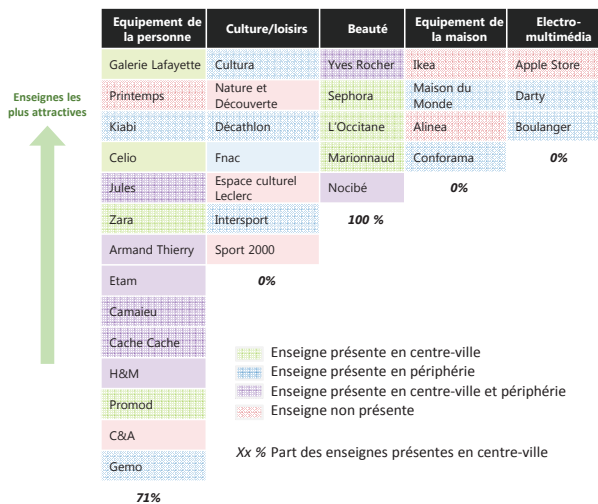 Equipement de la personne
Culture/loisirs
Beauté
Equipement de la maison
Electro-multimédia
Enseignes les plus attractives
Galerie Lafayette
Cultura
Yves Rocher
Ikea
Apple Store
Printemps
Nature et Découverte
Sephora
Maison du Monde
Darty
Kiabi
Décathlon
L'Occitane
Alinea
Boulanger
Celio
Fnac
Marionnaud
Conforama
0%
Jules
Espace culturel Leclerc
Nocibé
0%
Zara
Intersport
100 %
Armand Thierry
Sport 2000
Etam
0%
Camaieu
Cache Cache
H&M
Promod
C&A
Gemo
71%
Enseigne présente en centre-ville
Enseigne présente en périphérie
Enseigne présente en centre-ville et périphérie
Enseigne non présente
Xx % Part des enseignes présentes en centre-ville